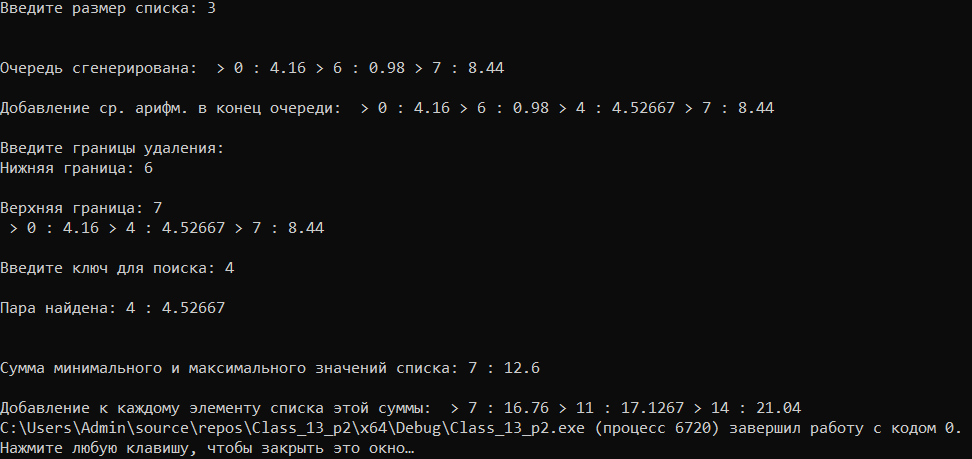 Введите размер списка: 3
Очередь сгенерирована:  > 0 : 4.16 > 6 : 0.98 > 7 : 8.44
Добавление ср. арифм. в конец очереди:  > 0 : 4.16 > 6 : 0.98 > 4 : 4.52667 > 7 : 8.44
Введите границы удаления:
Нижняя граница: 6
Верхняя граница: 7
 > 0 : 4.16 > 4 : 4.52667 > 7 : 8.44
Введите ключ для поиска: 4
Пара найдена: 4 : 4.52667
Сумма минимального и максимального значений списка: 7 : 12.6
Добавление к каждому элементу списка этой суммы:  > 7 : 16.76 > 11 : 17.1267 > 14 : 21.04
C:\Users\Admin\source\repos\Class_13_p2\x64\Debug\Class_13_p2.exe (процесс 6720) завершил работу с кодом 0.
Нажмите любую клавишу, чтобы закрыть это окно…